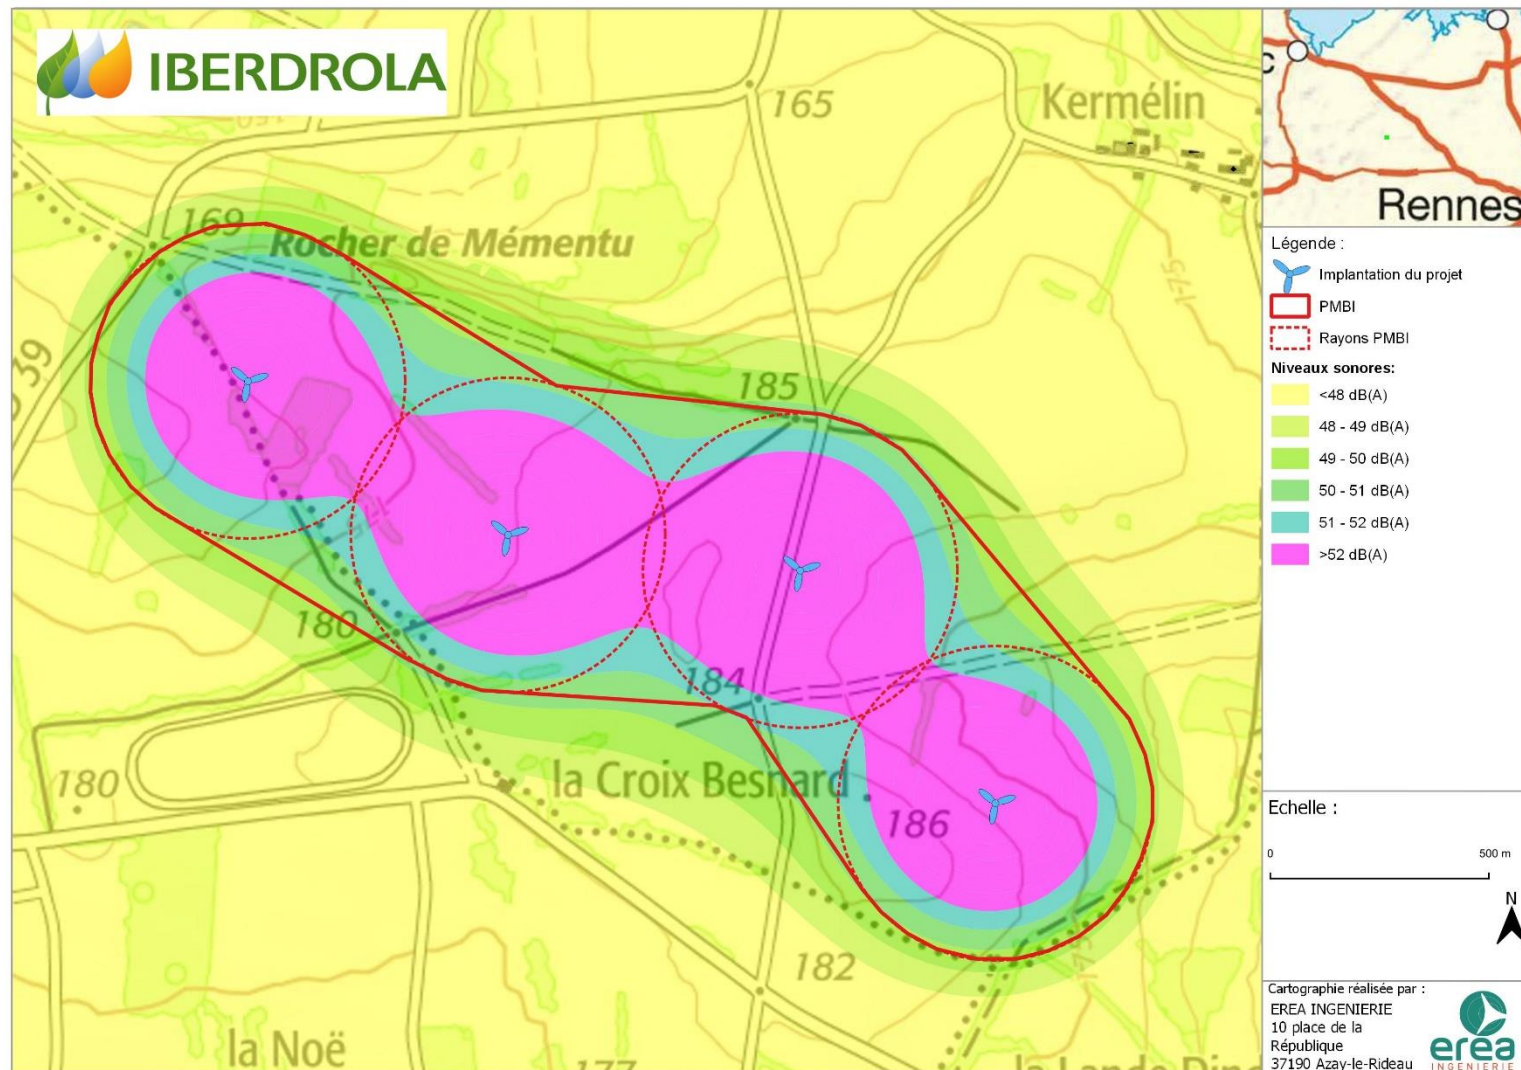 IBERDROLA
165
Kermélin
169
Rocher de Mémentu
39
175
185
180
184
la Croix Besnard
180
186
182
la Noë
177
Rennes
Légende :
Implantation du projet
PMBI
Rayons PMBI
Niveaux sonores:
<48 dB(A)
48 - 49 dB(A)
49 - 50 dB(A)
50 - 51 dB(A)
51 - 52 dB(A)
>52 dB(A)
Echelle :
0 500 m
N
Cartographie réalisée par :
EREA INGENIERIE
10 place de la
République
37190 Azay-le-Rideau
erea
INGENIERIE